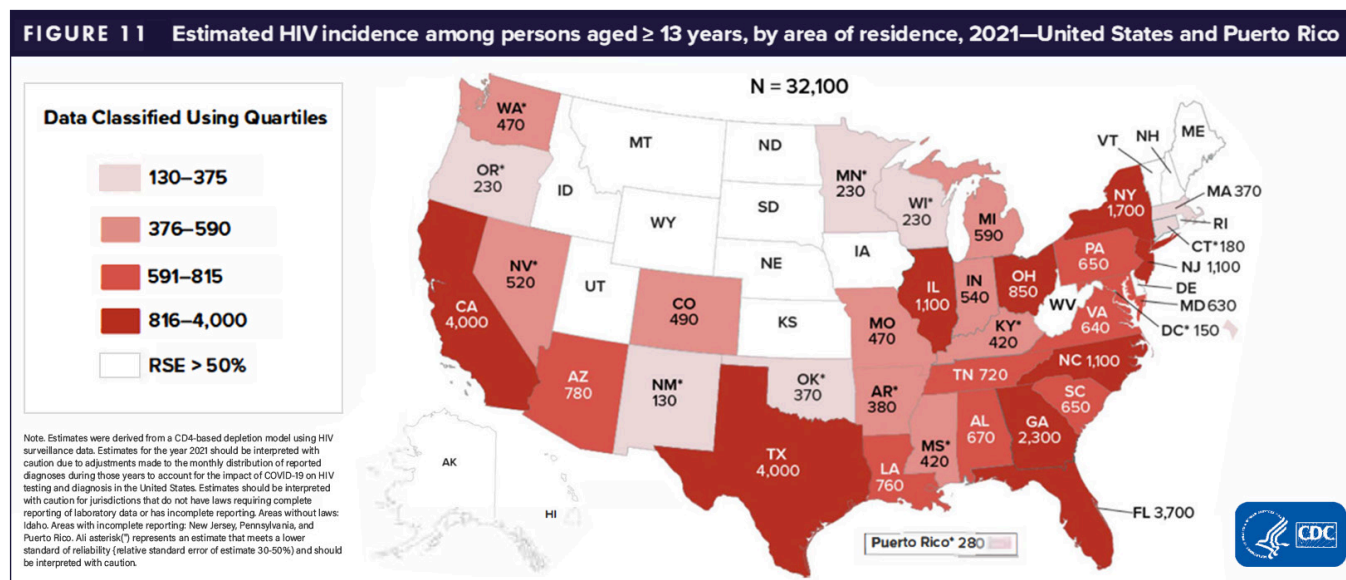 FIGURE 11 Estimated HIV incidence among persons aged ≥ 13 years, by area of residence, 2021—United States and Puerto Rico
N = 32,100
Data Classified Using Quartiles
130–375
376–590
591–815
816–4,000
RSE > 50%
WA*
470
OR*
230
ID
MT
ND
SD
WY
NE
KS
UT
NV*
520
CA
4,000
AZ
780
CO
490
NM*
130
TX
4,000
OK*
370
MN*
230
IA
MO
470
AR*
380
LA
760
WI*
230
IL
1,100
MI
590
IN
540
OH
850
KY*
420
TN 720
MS*
420
AL
670
GA
2,300
FL 3,700
SC
650
NC 1,100
VA
640
WV
PA
650
NY
1,700
VT
NH
ME
MA 370
RI
CT* 180
NJ 1,100
DE
MD 630
DC* 150
AK
HI
Puerto Rico* 280
Note. Estimates were derived from a CD4-based depletion model using HIV
surveillance data. Estimates for the year 2021 should be interpreted with
caution due to adjustments made to the monthly distribution of reported
diagnoses during those years to account for the impact of COVID-19 on HIV
testing and diagnosis in the United States. Estimates should be interpreted
with caution for jurisdictions that do not have laws requiring complete
reporting of laboratory data or has incomplete reporting. Areas without laws:
Idaho. Areas with incomplete reporting: New Jersey, Pennsylvania, and
Puerto Rico. Ali asterisk(*) represents an estimate that meets a lower
standard of reliability {relative standard error of estimate 30-50%) and should
be interpreted with caution.
CDC